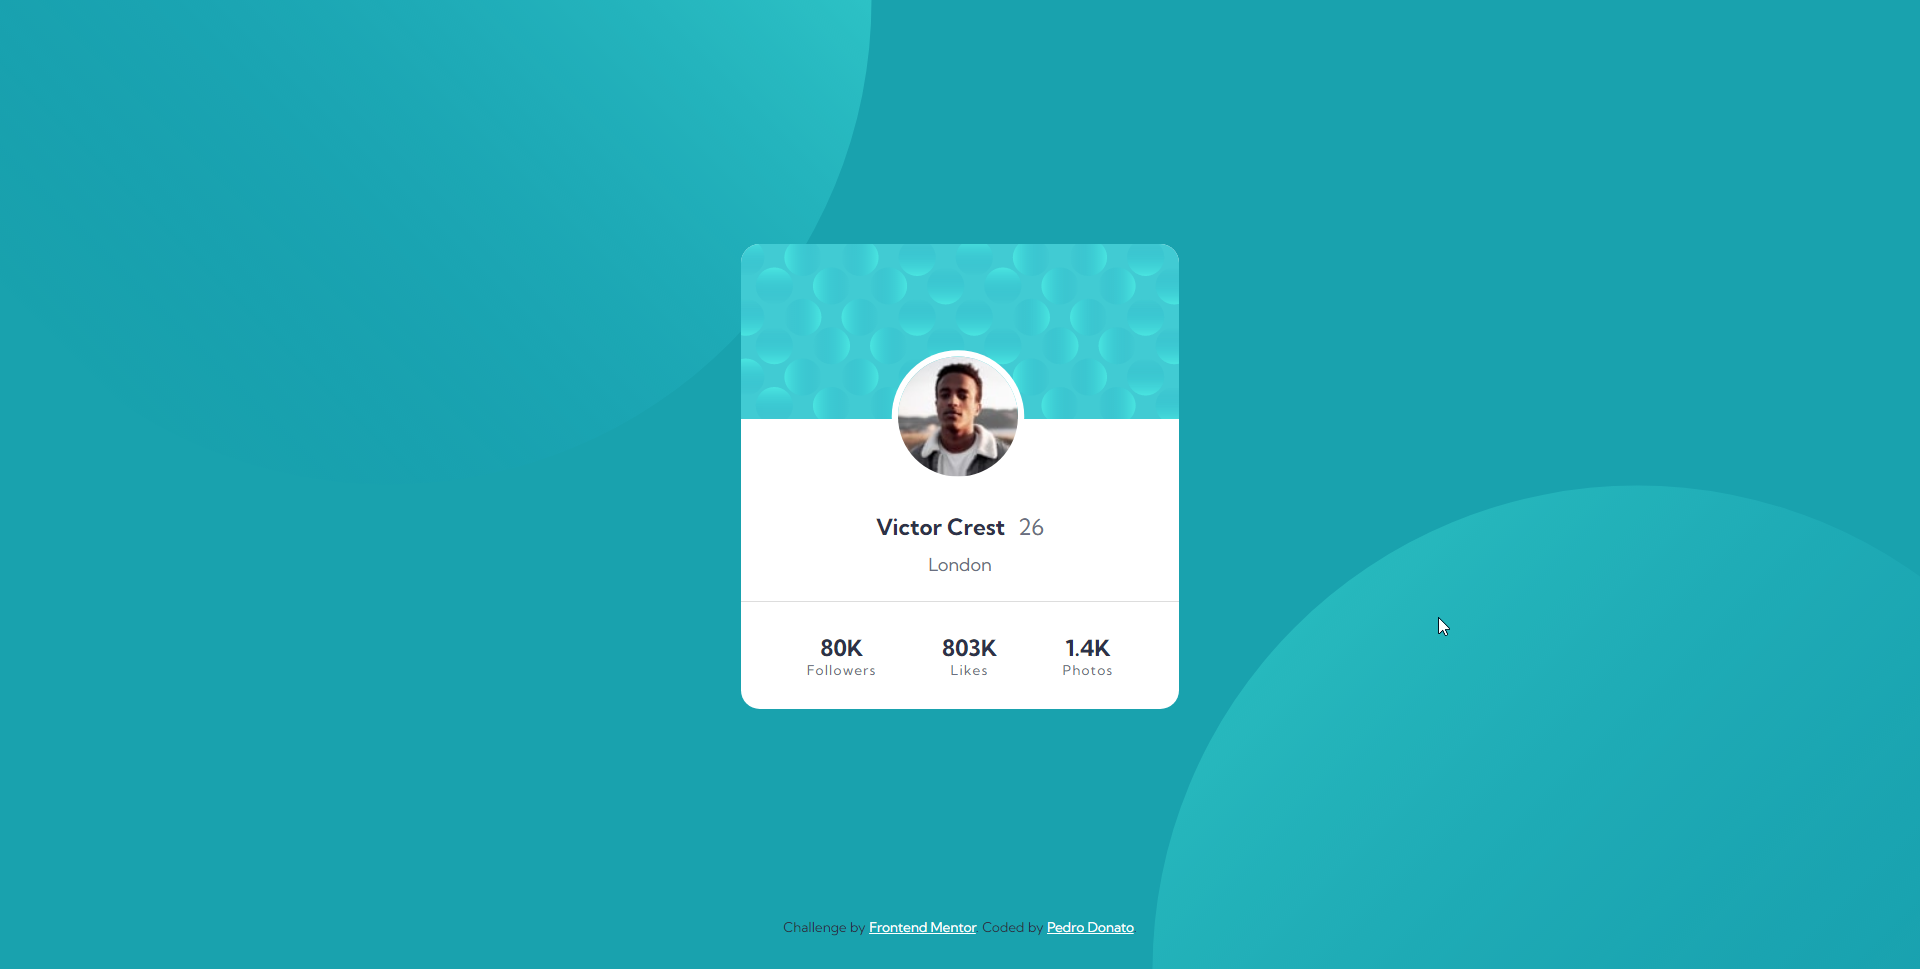 Victor Crest 26
London
80K 803K 1.4K
Followers Likes Photos
Challenge by Frontend Mentor. Coded by Pedro Donato.